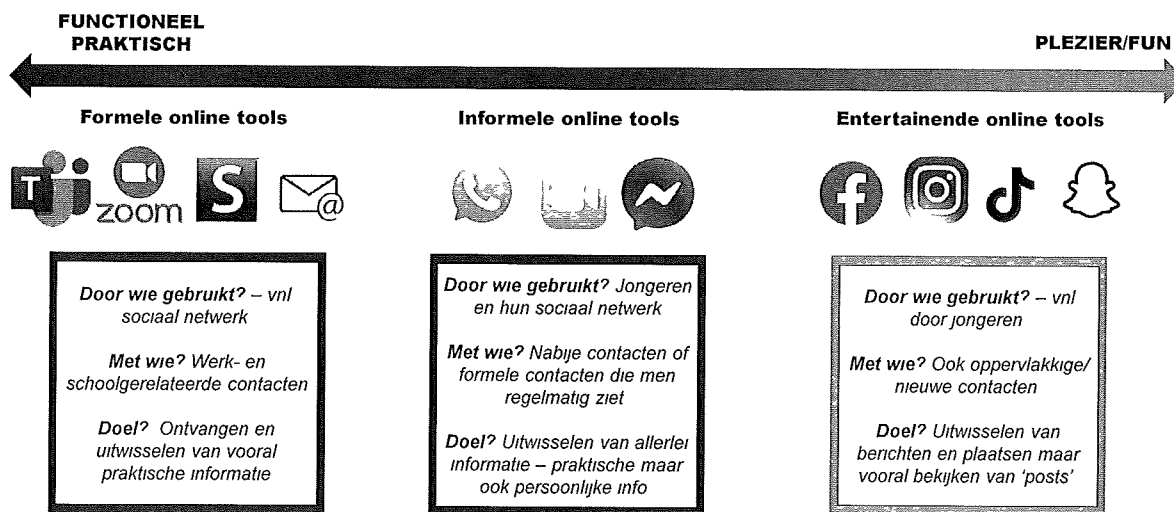 FUNCTIONEEL
PRAKTISCH
PLEZIER/FUN
Formele online tools
Informele online tools
Entertainende online tools
T
zoom
S
@
Door wie gebruikt? – vnl
sociaal netwerk
Met wie? Werk- en
schoolgerelateerde contacten
Doel? Ontvangen en
uitwisselen van vooral
praktische informatie
Door wie gebruikt? Jongeren
en hun sociaal netwerk
Met wie? Nabije contacten of
formele contacten die men
regelmatig ziet
Doel? Uitwisselen van allerlei
informatie – praktische maar
ook persoonlijke info
Door wie gebruikt? – vnl
door jongeren
Met wie? Ook oppervlakkige/
nieuwe contacten
Doel? Uitwisselen van
berichten en plaatsen maar
vooral bekijken van ‘posts’